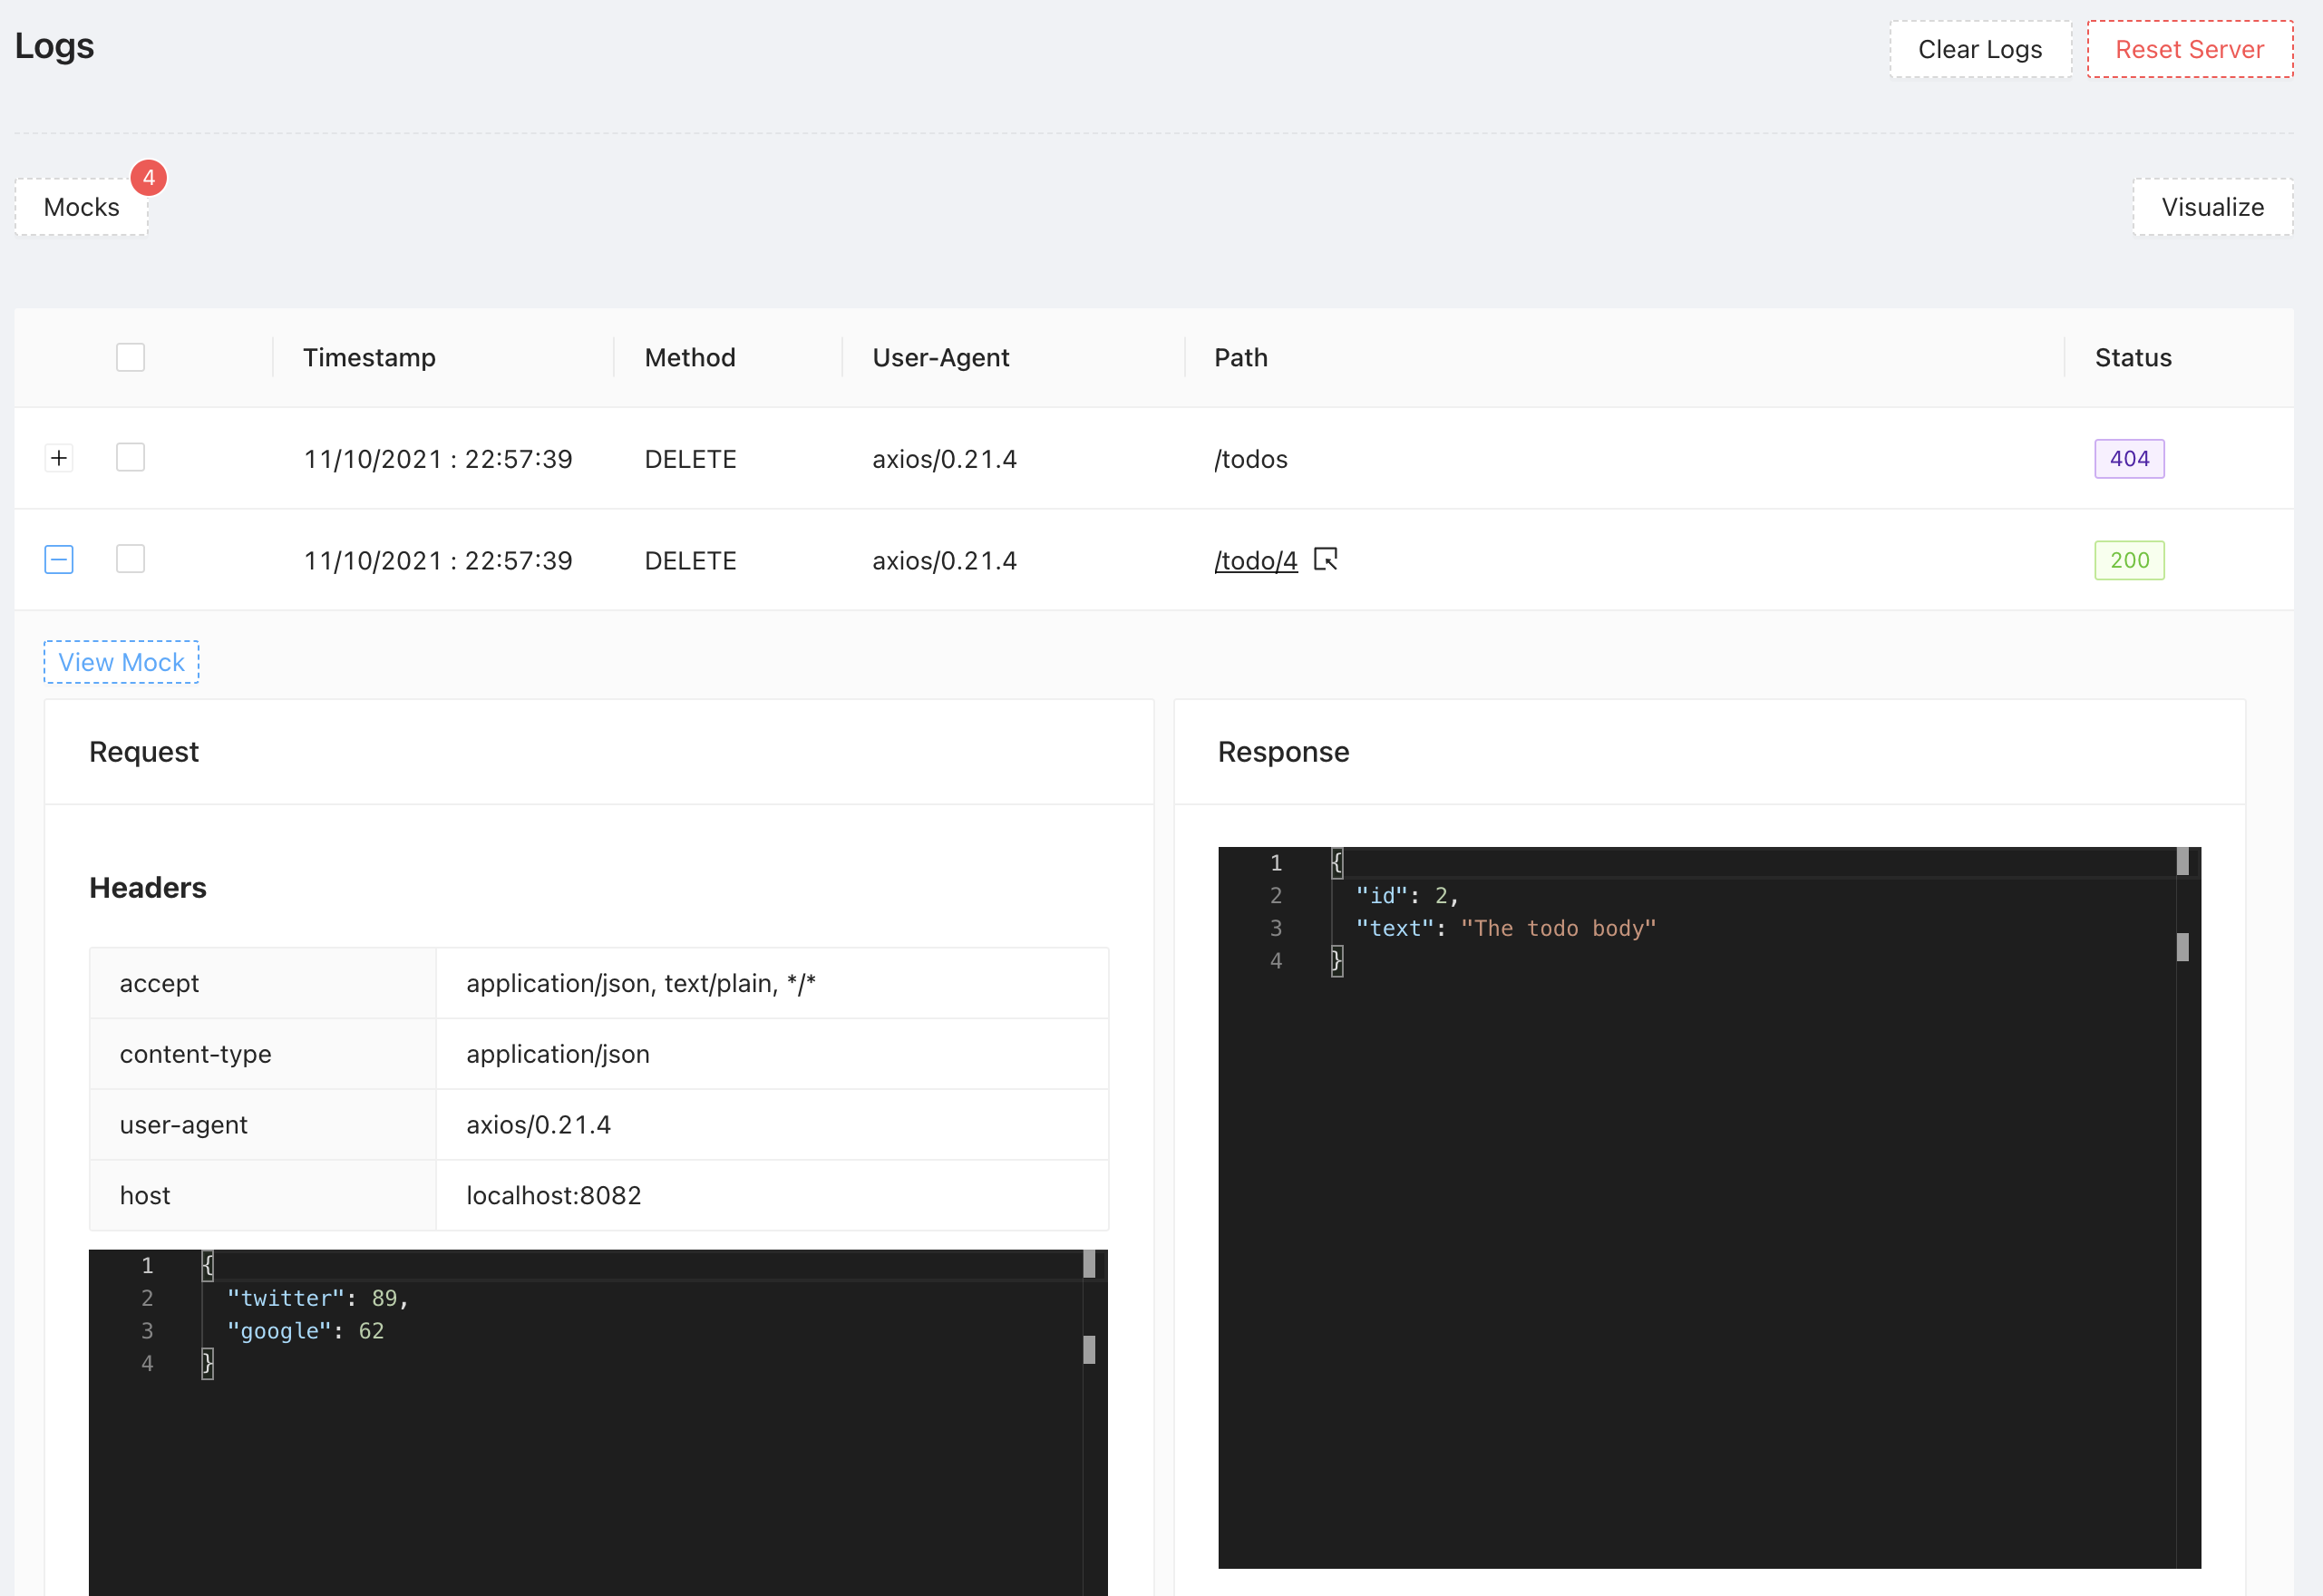 Logs
Clear Logs
Reset Server
Mocks
4
Visualize
Timestamp Method User-Agent Path Status
11/10/2021 : 22:57:39 DELETE axios/0.21.4 /todos 404
11/10/2021 : 22:57:39 DELETE axios/0.21.4 /todo/4 200
View Mock
Request
Headers
accept application/json, text/plain, */*
content-type application/json
user-agent axios/0.21.4
host localhost:8082
1 {
2 "twitter": 89,
3 "google": 62
4 }
Response
1 {
2 "id": 2,
3 "text": "The todo body"
4 }